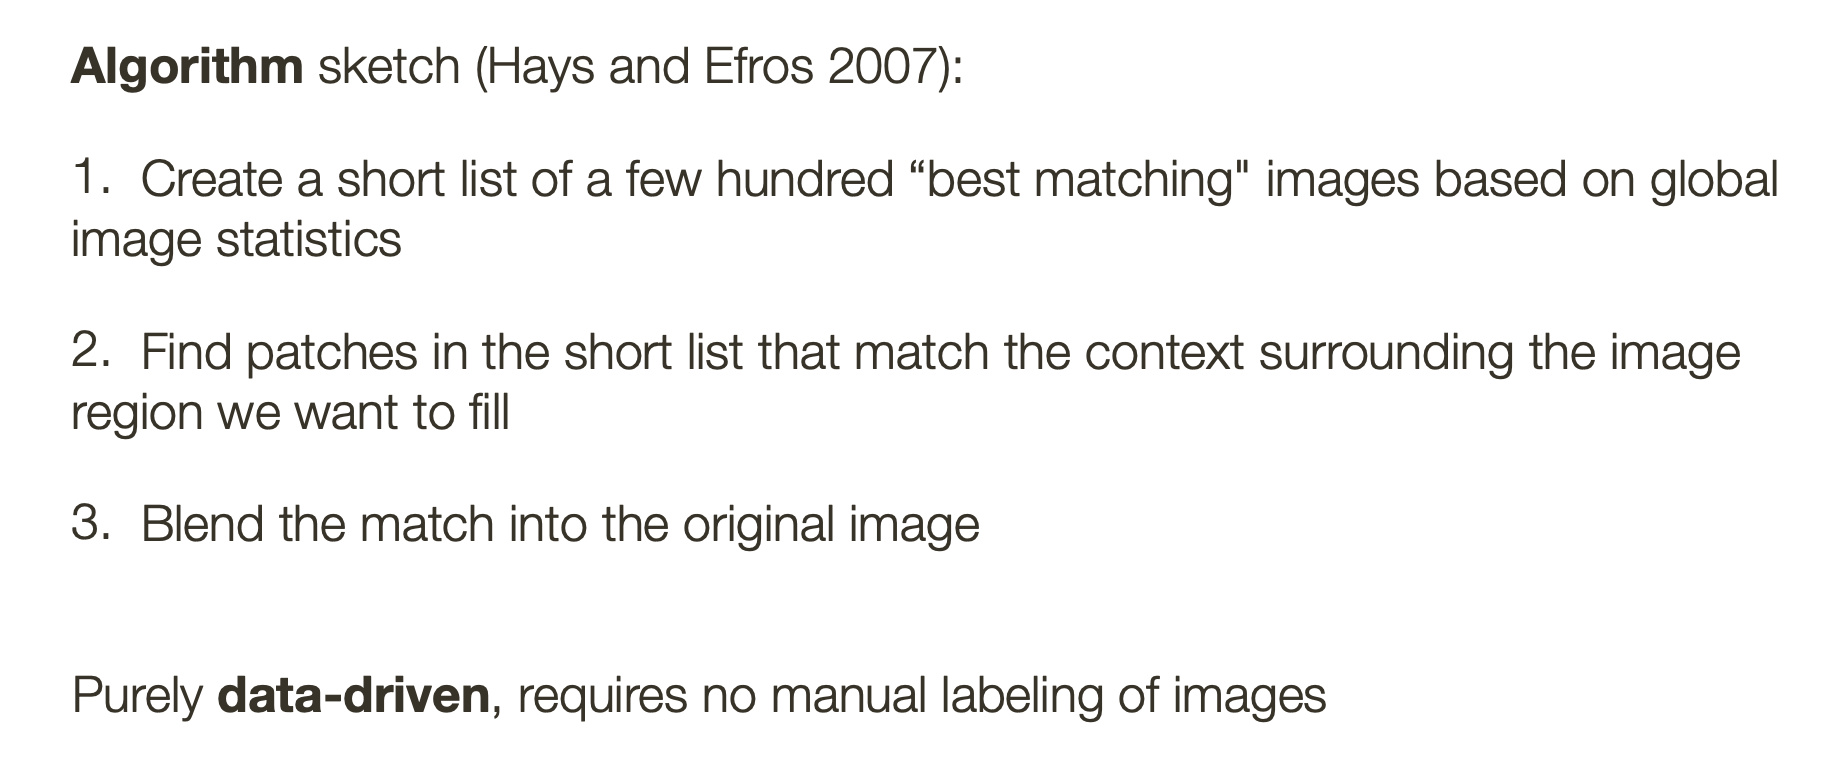 Algorithm sketch (Hays and Efros 2007):
1. Create a short list of a few hundred “best matching" images based on global
image statistics
2. Find patches in the short list that match the context surrounding the image
region we want to fill
3. Blend the match into the original image
Purely data-driven, requires no manual labeling of images